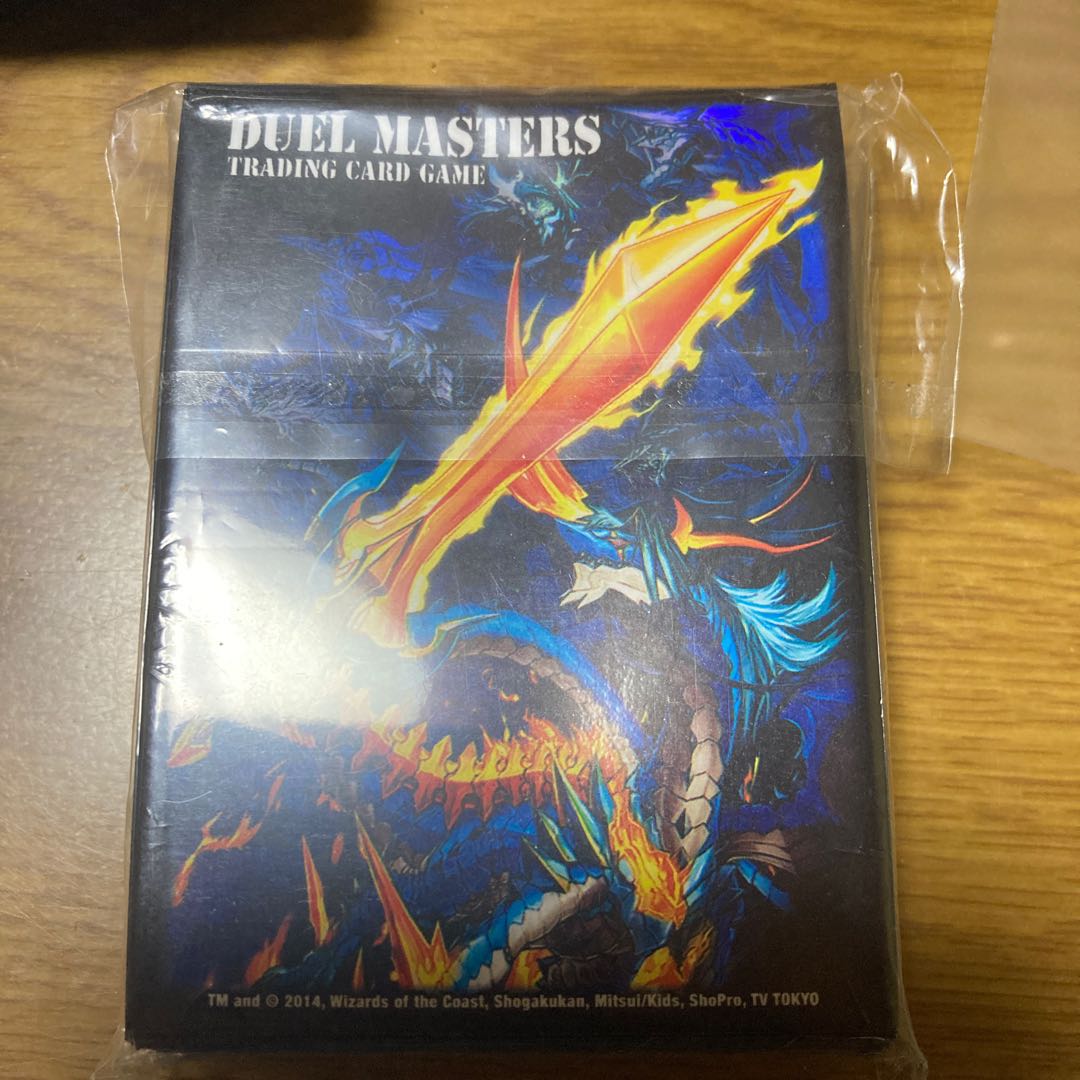 DUEL MASTERS
TRADING CARD GAME
TM and © 2014, Wizards of the Coast, Shogakukan, Mitsui/Kids, ShoPro, TV TOKYO